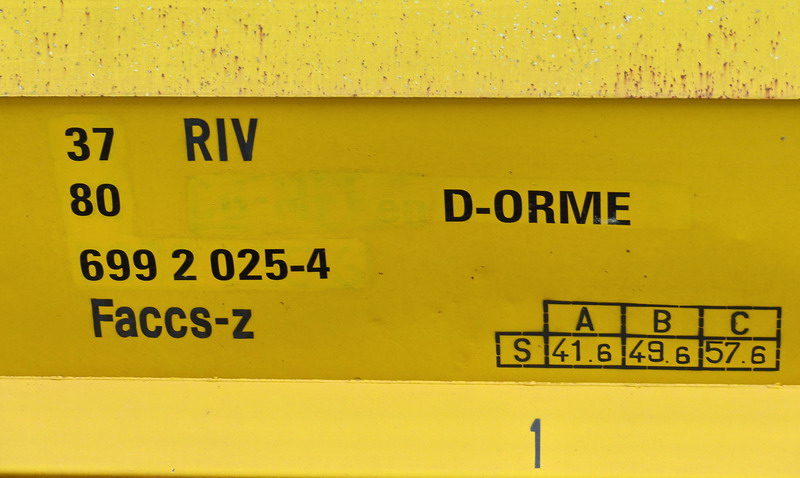 37 RIV
80 D-ORME
699 2 025-4
Faccs-z
A B C
S 41.6 49.6 57.6
1